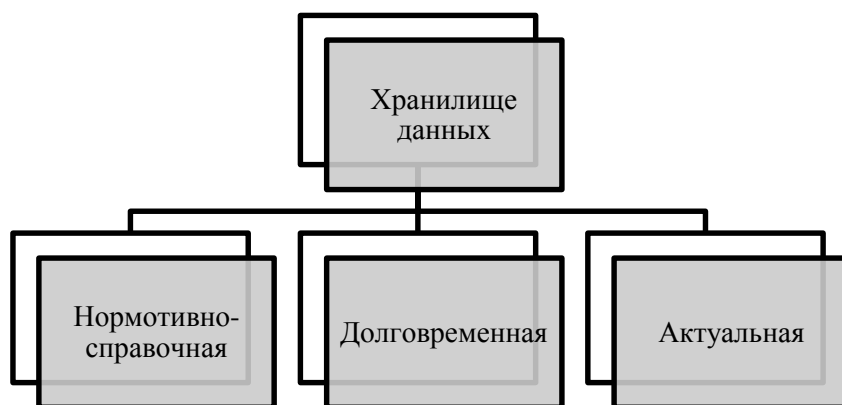 Хранилище
данных
Нормотивно-
справочная
Долговременная
Актуальная